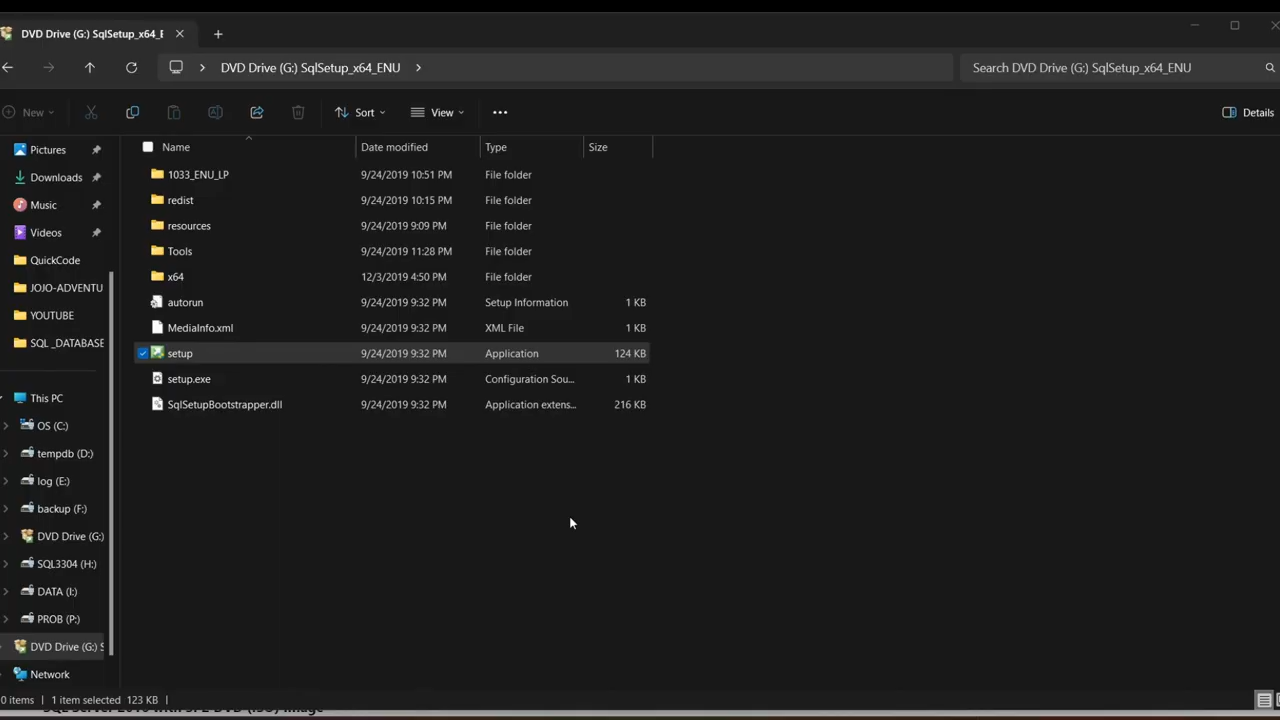 DVD Drive (G:) SqlSetup_x64_E
DVD Drive (G:) SqlSetup_x64_ENU
Search DVD Drive (G:) SqlSetup_x64_ENU
New
Sort
View
Details
Name Date modified Type Size
1033_ENU_LP 9/24/2019 10:51 PM File folder
redist 9/24/2019 10:15 PM File folder
resources 9/24/2019 9:09 PM File folder
Tools 9/24/2019 11:28 PM File folder
x64 12/3/2019 4:50 PM File folder
autorun 9/24/2019 9:32 PM Setup Information 1 KB
MediaInfo.xml 9/24/2019 9:32 PM XML File 1 KB
setup 9/24/2019 9:32 PM Application 124 KB
setup.exe 9/24/2019 9:32 PM Configuration Sou... 1 KB
SqlSetupBootstrapper.dll 9/24/2019 9:32 PM Application extens... 216 KB
Pictures
Downloads
Music
Videos
QuickCode
JOJO-ADVENTU
YOUTUBE
SQL_DATABASE
This PC
OS (C:)
tempdb (D:)
log (E:)
backup (F:)
DVD Drive (G:)
SQL3304 (H:)
DATA (I:)
PROB (P:)
DVD Drive (G:) S
Network
0 items 1 item selected 123 KB